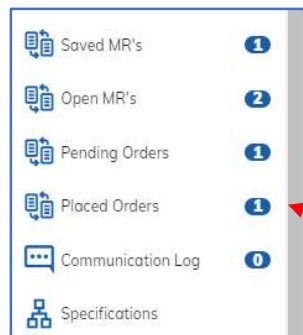 Saved MR's 1
Open MR's 2
Pending Orders 1
Placed Orders 1
Communication Log 0
Specifications